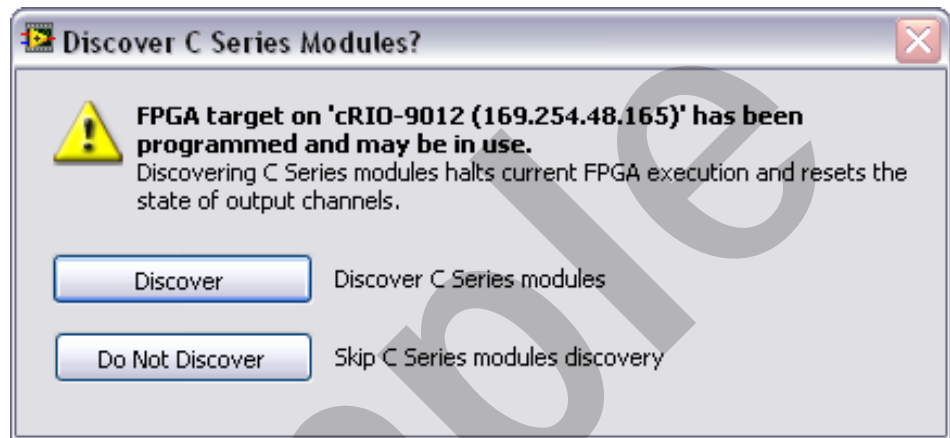 Discover C Series Modules?
FPGA target on 'cRIO-9012 (169.254.48.165)' has been
programmed and may be in use.
Discovering C Series modules halts current FPGA execution and resets the
state of output channels.
Discover Discover C Series modules
Do Not Discover Skip C Series modules discovery